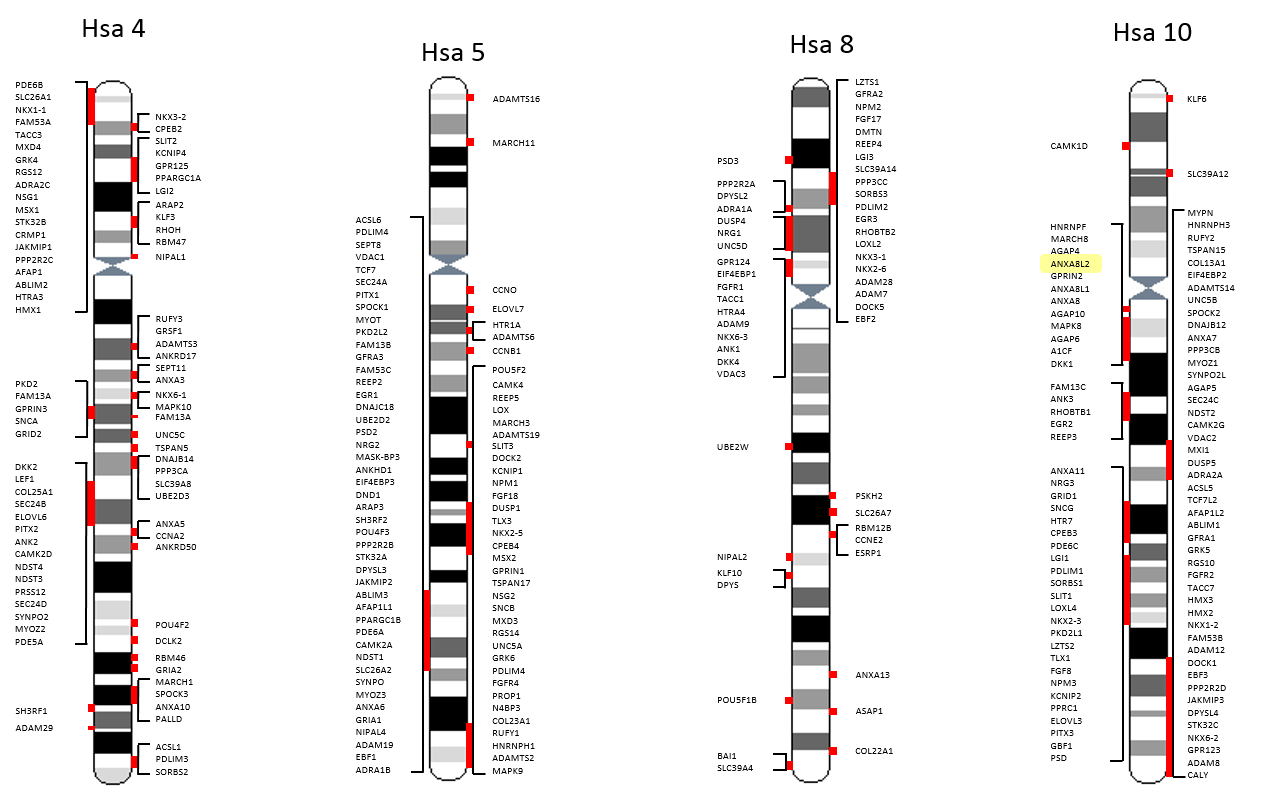 Hsa 4
PDE6B
SLC26A1
NKX1-1
FAM53A
TACC3
MXD4
GRK4
RGS12
ADRA2C
NSG1
MSX1
STK32B
CRMP1
JAKMIP1
PPP2R2C
AFAP1
ABLIM2
HTRA3
HMX1
PKD2
FAM13A
GPRIN3
SNCA
GRID2
DKK2
LEF1
COL25A1
SEC24B
ELOVL6
PITX2
ANK2
CAMK2D
NDST4
NDST3
PRSS12
SEC24D
SYNPO2
MYOZ2
PDE5A
SH3RF1
ADAM29
NKX3-2
CPEB2
SLIT2
KCNIP4
GPR125
PPARGC1A
LGI2
ARAP2
KLF3
RHOH
RBM47
NIPAL1
RUFY3
GRSF1
ADAMTS3
ANKRD17
SEPT11
ANXA3
NKX6-1
MAPK10
FAM13A
UNC5C
TSPAN5
DNAJB14
PPP3CA
SLC39A8
UBE2D3
ANXA5
CCNA2
ANKRD50
POU4F2
DCLK2
RBM46
GRIA2
MARCH1
SPOCK3
ANXA10
PALLD
ACSL1
PDLIM3
SORBS2
Hsa 5
ACSL6
PDLIM4
SEPT8
VDAC1
TCF7
SEC24A
PITX1
SPOCK1
MYOT
PKD2L2
FAM13B
GFRA3
FAM53C
REEP2
EGR1
DNAJC18
UBE2D2
PSD2
NRG2
MASK-BP3
ANKHD1
EIF4EBP3
DND1
ARAP3
SH3RF2
POU4F3
PPP2R2B
STK32A
DPYSL3
JAKMIP2
ABLIM3
AFAP1L1
PPARGC1B
PDE6A
CAMK2A
NDST1
SLC26A2
SYNPO
MYOZ3
ANXA6
GRIA1
NIPAL4
ADAM19
EBF1
ADRA1B
ADAMTS16
MARCH11
CCNO
ELOVL7
HTR1A
ADAMTS6
CCNB1
POU5F2
CAMK4
REEP5
LOX
MARCH3
ADAMTS19
SLIT3
DOCK2
KCNIP1
NPM1
FGF18
DUSP1
TLX3
NKX2-5
CPEB4
MSX2
GPRIN1
TSPAN17
NSG2
SNCB
MXD3
RGS14
UNC5A
GRK6
PDLIM4
FGFR4
PROP1
N4BP3
COL23A1
RUFY1
HNRNPH1
ADAMTS2
MAPK9
Hsa 8
PSD3
PPP2R2A
DPYSL2
ADRA1A
DUSP4
NRG1
UNC5D
GPR124
EIF4EBP1
FGFR1
TACC1
HTRA4
ADAM9
NKX6-3
ANK1
DKK4
VDAC3
UBE2W
NIPAL2
KLF10
DPYS
POU5F1B
BAI1
SLC39A4
LZTS1
GFRA2
NPM2
FGF17
DMTN
REEP4
LGI3
SLC39A14
PPP3CC
SORBS3
PDLIM2
EGR3
RHOBTB2
LOXL2
NKX3-1
NKX2-6
ADAM28
ADAM7
DOCK5
EBF2
PSKH2
SLC26A7
RBM12B
CCNE2
ESRP1
ANXA13
ASAP1
COL22A1
Hsa 10
CAMK1D
HNRNPF
MARCH8
AGAP4
ANXA8L2
GPRIN2
ANXA8L1
ANXA8
AGAP10
MAPK8
AGAP6
A1CF
DKK1
FAM13C
ANK3
RHOBTB1
EGR2
REEP3
ANXA11
NRG3
GRID1
SNCG
HTR7
CPEB3
PDE6C
LGI1
PDLIM1
SORBS1
SLIT1
LOXL4
NKX2-3
PKD2L1
LZTS2
TLX1
FGF8
NPM3
KCNIP2
PPRC1
ELOVL3
PITX3
GBF1
PSD
KLF6
SLC39A12
MYPN
HNRNPH3
RUFY2
TSPAN15
COL13A1
EIF4EBP2
ADAMTS14
UNC5B
SPOCK2
DNAJB12
ANXA7
PPP3CB
MYOZ1
SYNPO2L
AGAP5
SEC24C
NDST2
CAMK2G
VDAC2
MXI1
DUSP5
ADRA2A
ACSL5
TCF7L2
AFAP1L2
ABLIM1
GFRA1
GRK5
RGS10
FGFR2
TACC7
HMX3
HMX2
NKX1-2
FAM53B
ADAM12
DOCK1
EBF3
PPP2R2D
JAKMIP3
DPYSL4
STK32C
NKX6-2
GPR123
ADAM8
CALY